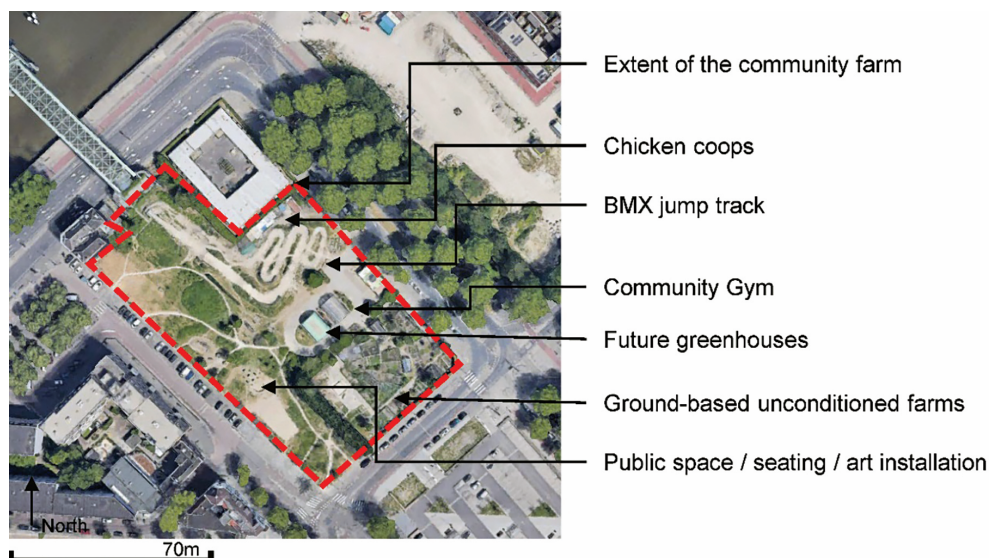 Extent of the community farm
Chicken coops
BMX jump track
Community Gym
Future greenhouses
Ground-based unconditioned farms
Public space / seating / art installation
North
70m